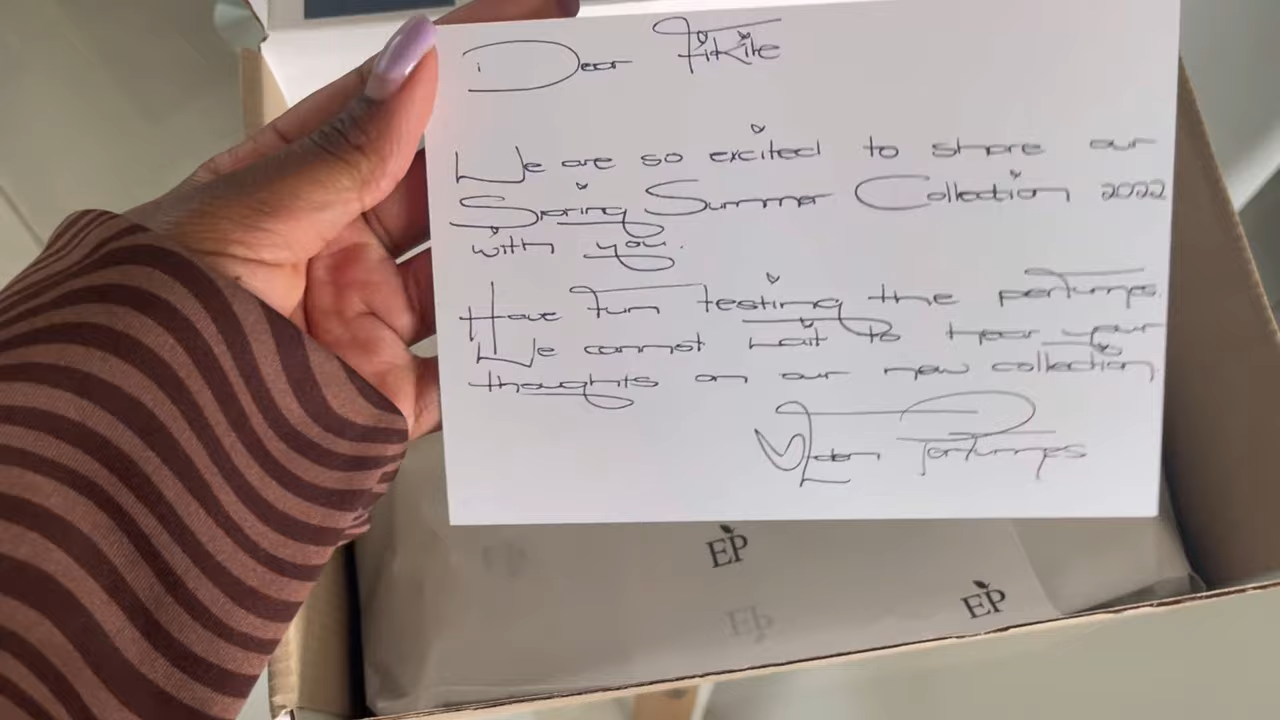 Dear Fikile
We are so excited to share our
Spring Summer Collection 2022
with you.
Have fun testing the perfumes.
We cannot wait to hear your
thoughts on our new collection
Eden Perfumes
EP
EP
EP